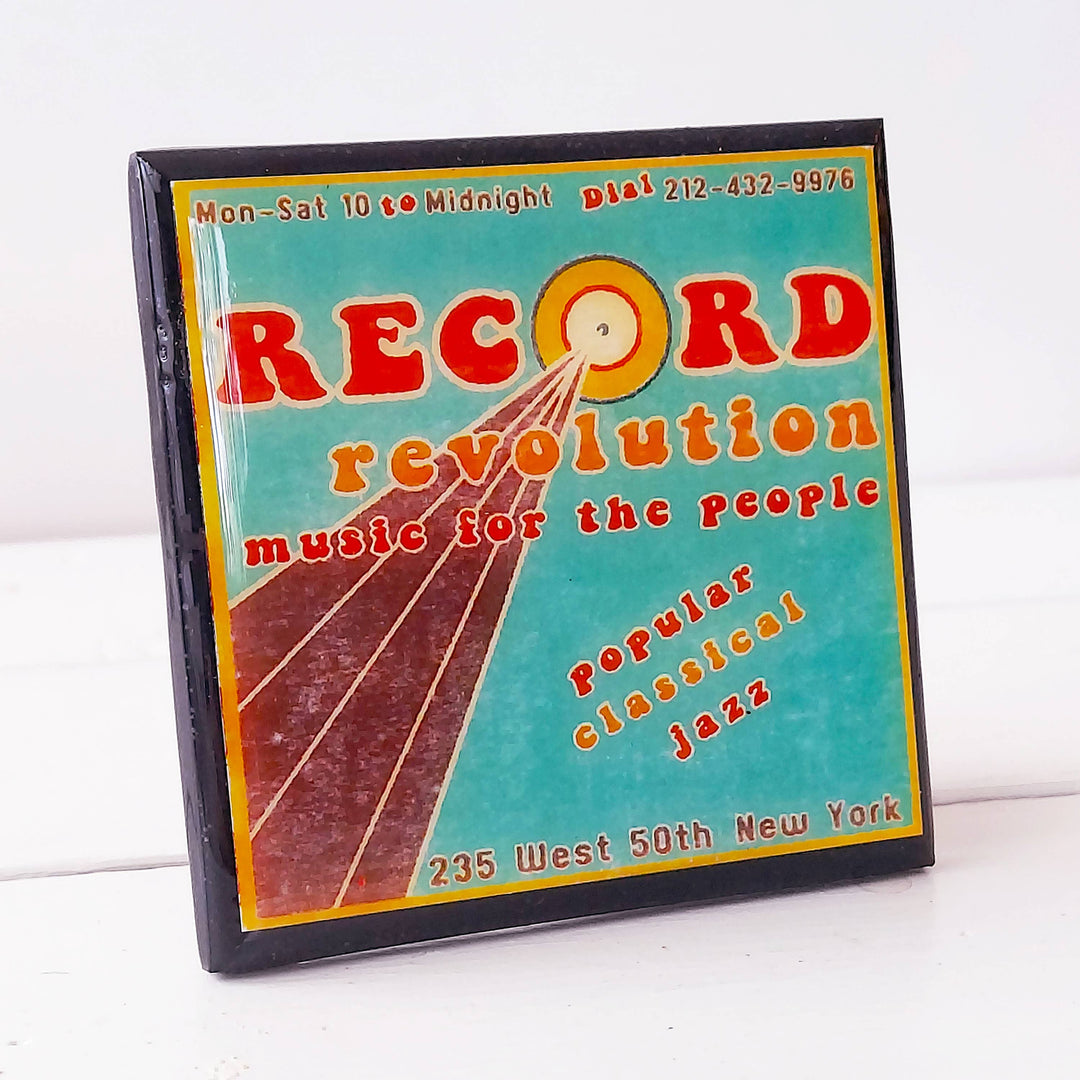 Mon-Sat 10 to Midnight Dial 212-432-9976
RECORD
revolution
music for the people
popular
classical
jazz
235 West 50th New York